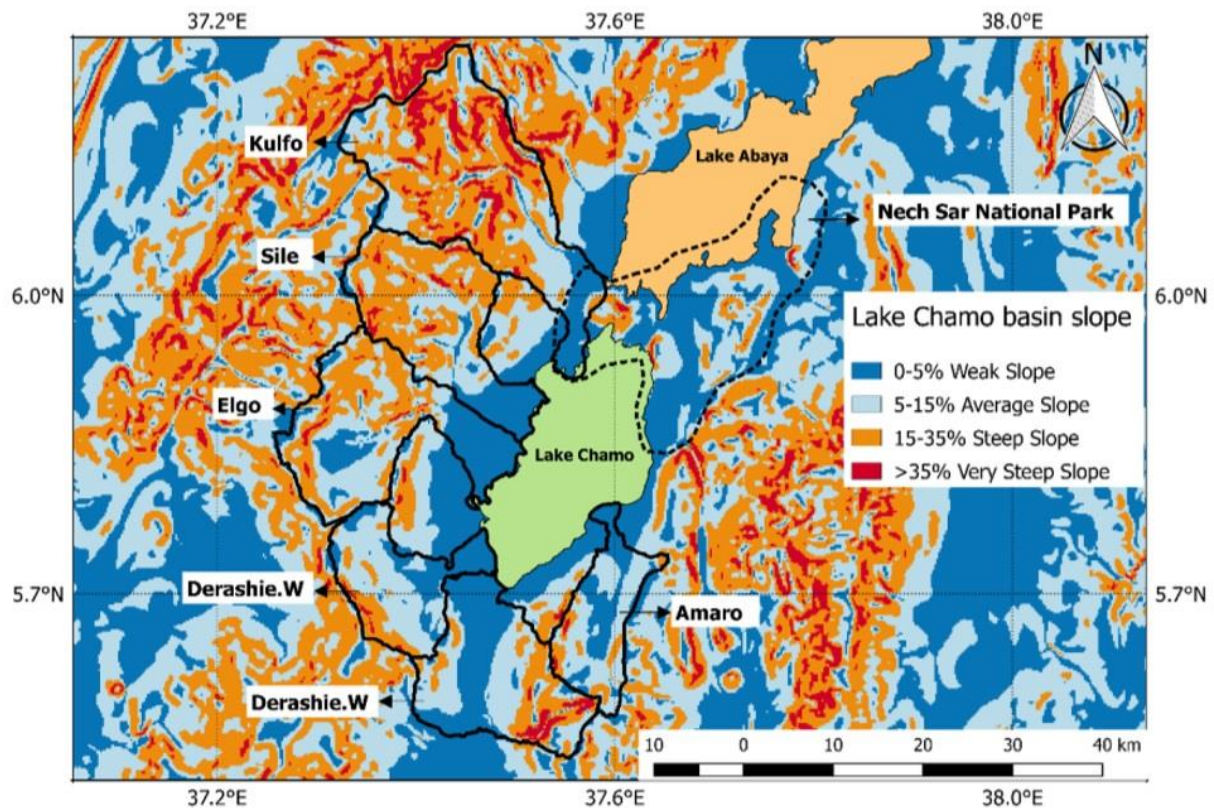 37.2°E 37.6°E 38.0°E
N
Kulfo
Lake Abaya
Nech Sar National Park
Sile
6.0°N 6.0°N
Lake Chamo basin slope
0-5% Weak Slope
5-15% Average Slope
15-35% Steep Slope
>35% Very Steep Slope
Elgo
Lake Chamo
Derashie.W
5.7°N 5.7°N
Amaro
Derashie.W
10 0 10 20 30 40 km
37.2°E 37.6°E 38.0°E